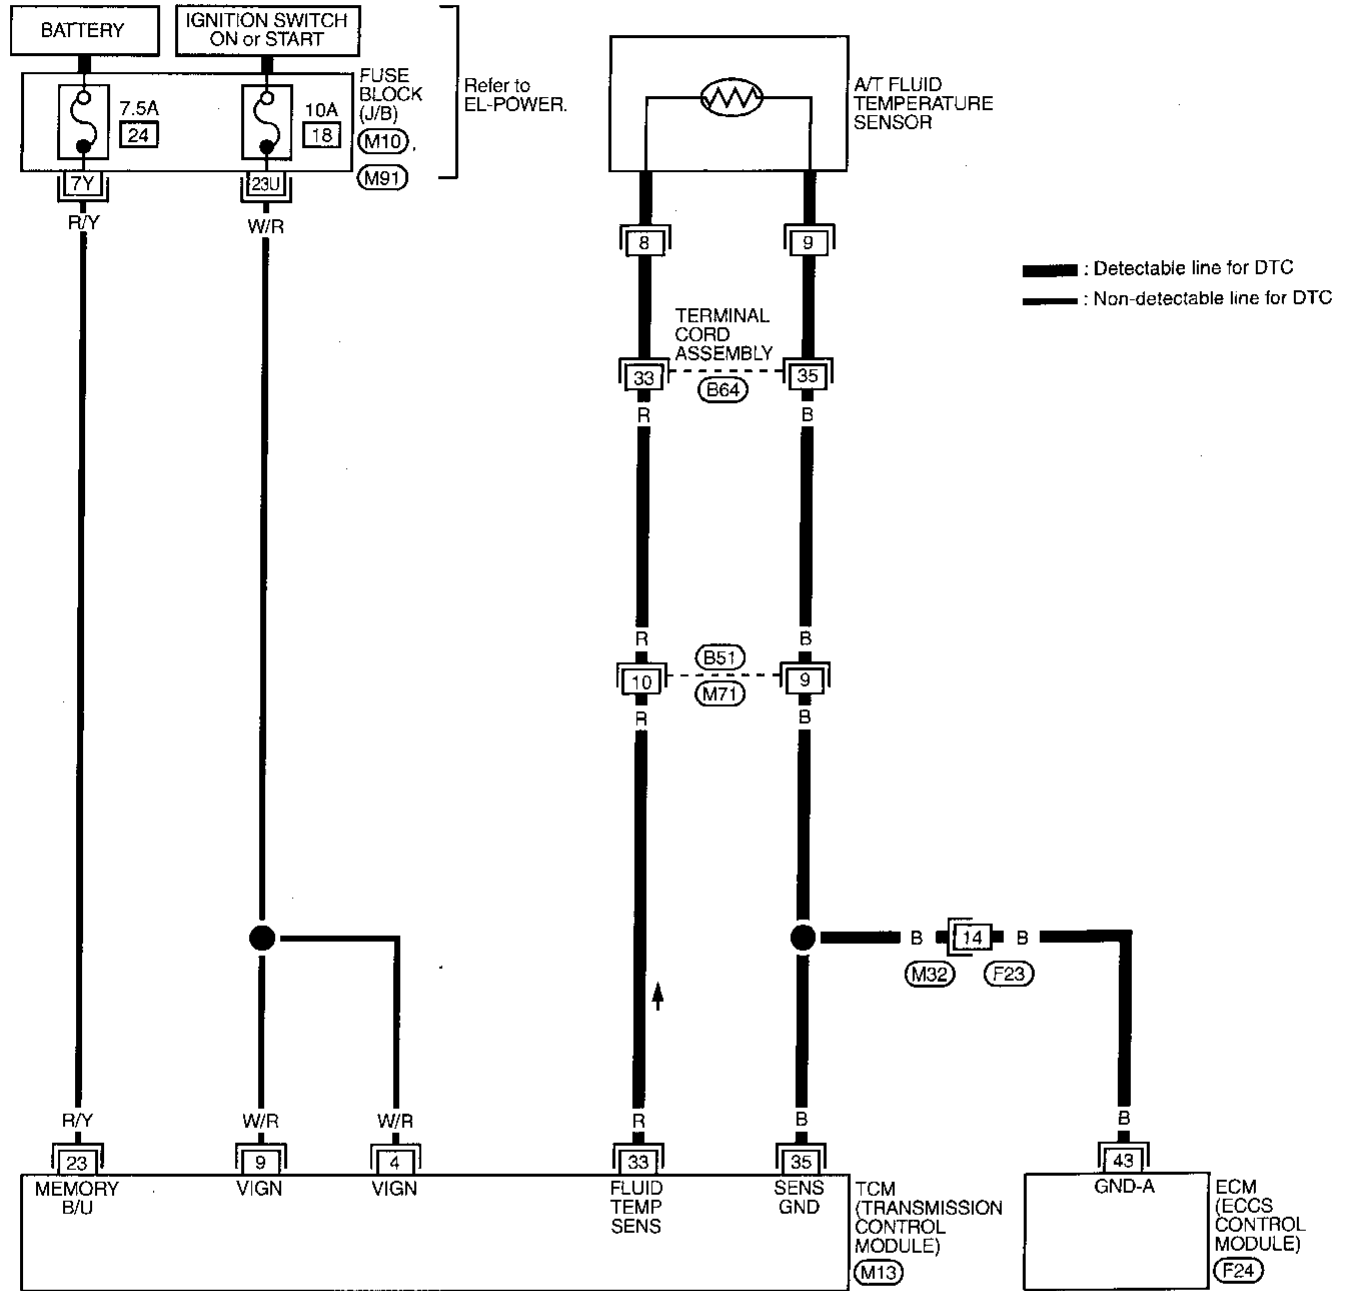 BATTERY
IGNITION SWITCH
ON or START
7.5A
24
10A
18
FUSE
BLOCK
(J/B)
M10 ,
M91
Refer to
EL-POWER.
A/T FLUID
TEMPERATURE
SENSOR
7Y
23U
R/Y
W/R
8
9
: Detectable line for DTC
: Non-detectable line for DTC
TERMINAL
CORD
ASSEMBLY
33
35
B64
R
B
R
B
B51
10
9
M71
R
B
B
14
B
M32
F23
R/Y
W/R
W/R
R
B
B
23
9
4
33
35
43
MEMORY
B/U
VIGN
VIGN
FLUID
TEMP
SENS
SENS
GND
TCM
(TRANSMISSION
CONTROL
MODULE)
M13
GND-A
ECM
(ECCS
CONTROL
MODULE)
F24